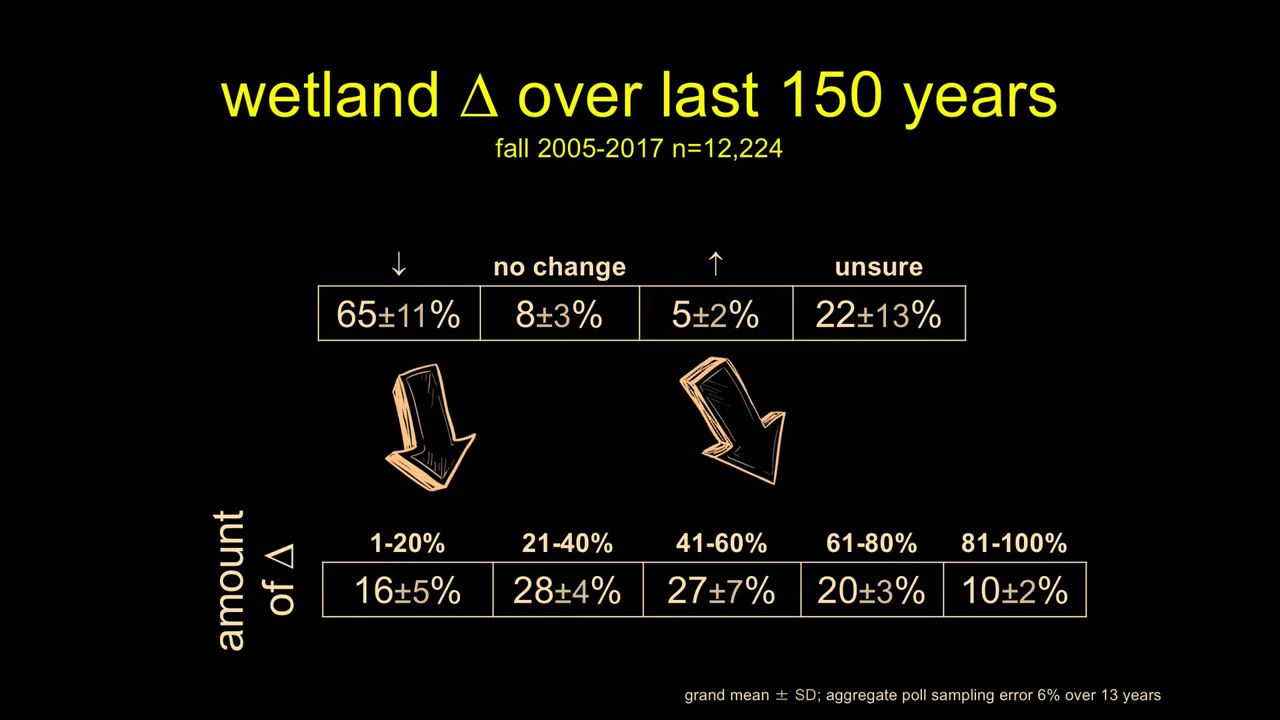 wetland Δ over last 150 years
fall 2005-2017 n=12,224
↓ no change ↑ unsure
65±11% 8±3% 5±2% 22±13%
amount
of Δ
1-20% 21-40% 41-60% 61-80% 81-100%
16±5% 28±4% 27±7% 20±3% 10±2%
grand mean ± SD; aggregate poll sampling error 6% over 13 years